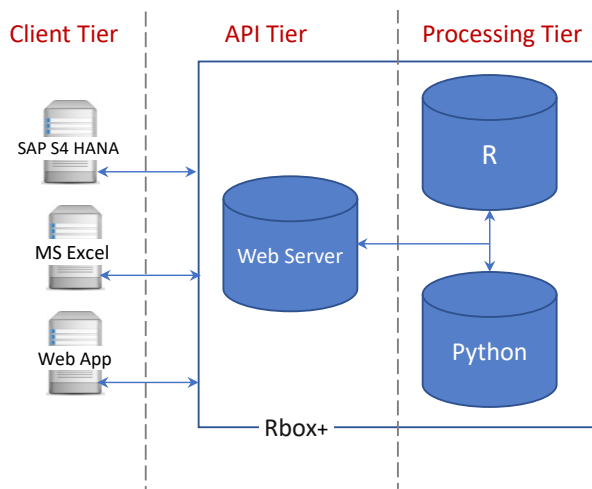 Client Tier
API Tier
Processing Tier
SAP S4 HANA
R
MS Excel
Web Server
Web App
Python
Rbox+